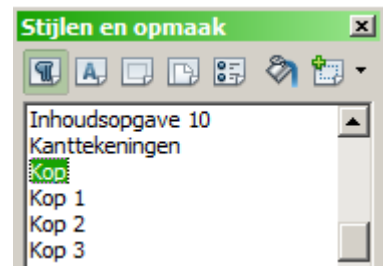 Stijlen en opmaak
Inhoudsopgave 10
Kanttekeningen
Kop
Kop 1
Kop 2
Kop 3